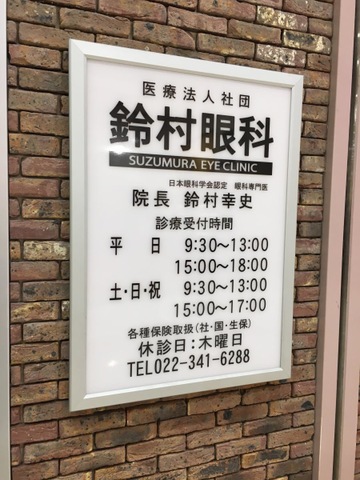 医療法人社団
鈴村眼科
SUZUMURA EYE CLINIC
日本眼科学会認定 眼科専門医
院長 鈴村幸史
診療受付時間
平日 9:30〜13:00
15:00〜18:00
土・日・祝 9:30〜13:00
15:00〜17:00
各種保険取扱(社・国・生保)
休診日:木曜日
TEL022-341-6288